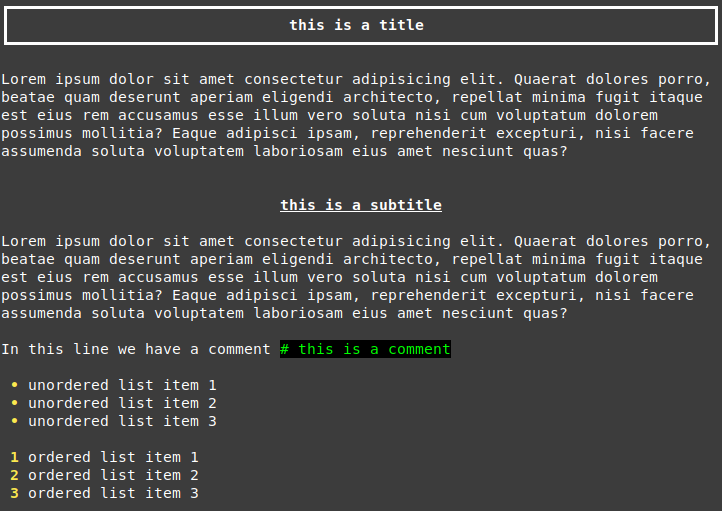 this is a title
Lorem ipsum dolor sit amet consectetur adipisicing elit. Quaerat dolores porro,
beatae quam deserunt aperiam eligendi architecto, repellat minima fugit itaque
est eius rem accusamus esse illum vero soluta nisi cum voluptatum dolorem
possimus mollitia? Eaque adipisci ipsam, reprehenderit excepturi, nisi facere
assumenda soluta voluptatem laboriosam eius amet nesciunt quas?
this is a subtitle
Lorem ipsum dolor sit amet consectetur adipisicing elit. Quaerat dolores porro,
beatae quam deserunt aperiam eligendi architecto, repellat minima fugit itaque
est eius rem accusamus esse illum vero soluta nisi cum voluptatum dolorem
possimus mollitia? Eaque adipisci ipsam, reprehenderit excepturi, nisi facere
assumenda soluta voluptatem laboriosam eius amet nesciunt quas?
In this line we have a comment # this is a comment
• unordered list item 1
• unordered list item 2
• unordered list item 3
1 ordered list item 1
2 ordered list item 2
3 ordered list item 3